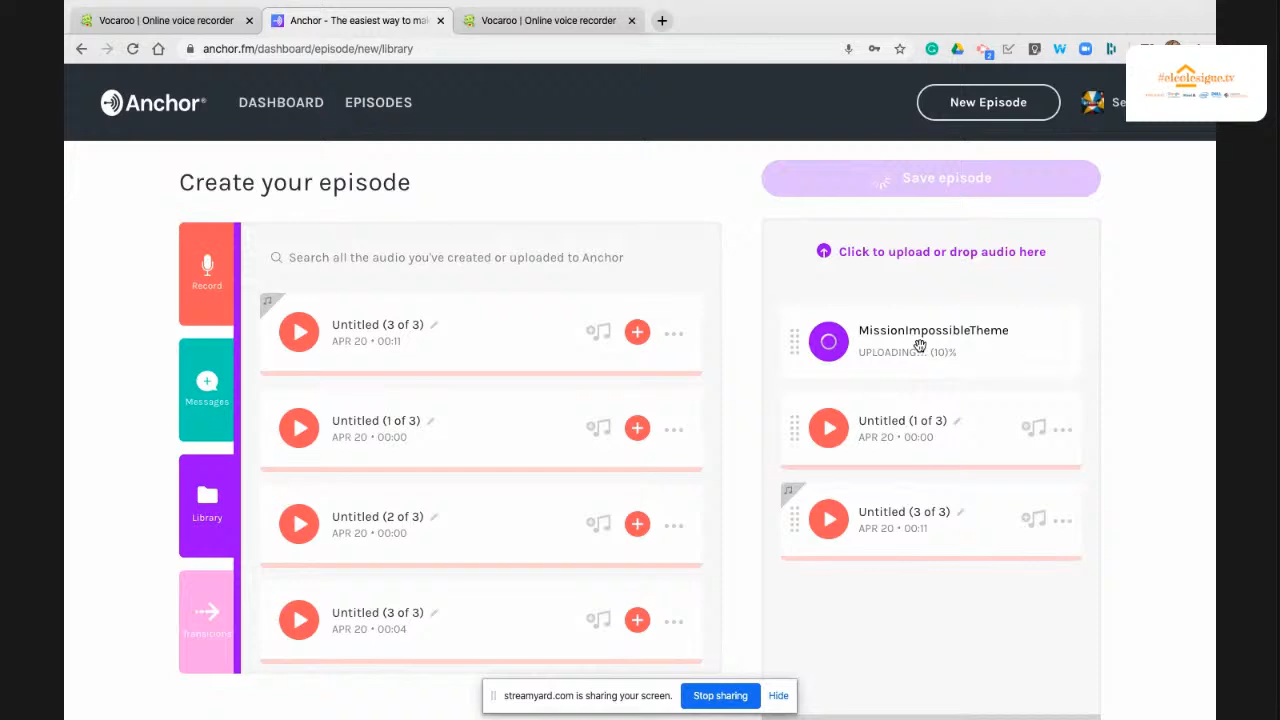 Vocaroo | Online voice recorder
Anchor - The easiest way to mak
Vocaroo | Online voice recorder
anchor.fm/dashboard/episode/new/library
2
Anchor
DASHBOARD
EPISODES
New Episode
Se
#eleolesigue.tv
Create your episode
Save episode
Record
Messages
Library
Transitions
Search all the audio you've created or uploaded to Anchor
Untitled (3 of 3)
APR 20 • 00:11
Untitled (1 of 3)
APR 20 • 00:00
Untitled (2 of 3)
APR 20 • 00:00
Untitled (3 of 3)
APR 20 • 00:04
Click to upload or drop audio here
MissionImpossibleTheme
UPLOADING... (10)%
Untitled (1 of 3)
APR 20 • 00:00
Untitled (3 of 3)
APR 20 • 00:11
streamyard.com is sharing your screen.
Stop sharing
Hide